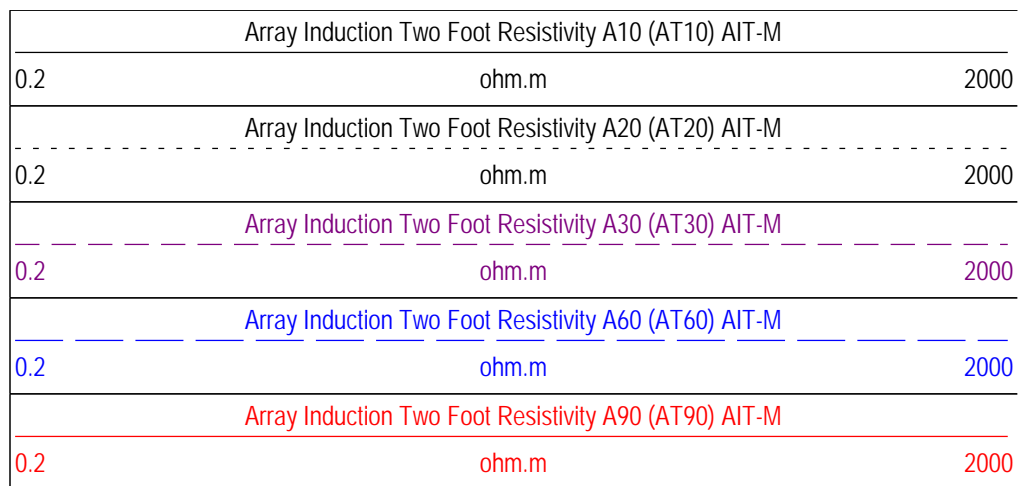 Array Induction Two Foot Resistivity A10 (AT10) AIT-M
0.2 ohm.m 2000
Array Induction Two Foot Resistivity A20 (AT20) AIT-M
0.2 ohm.m 2000
Array Induction Two Foot Resistivity A30 (AT30) AIT-M
0.2 ohm.m 2000
Array Induction Two Foot Resistivity A60 (AT60) AIT-M
0.2 ohm.m 2000
Array Induction Two Foot Resistivity A90 (AT90) AIT-M
0.2 ohm.m 2000